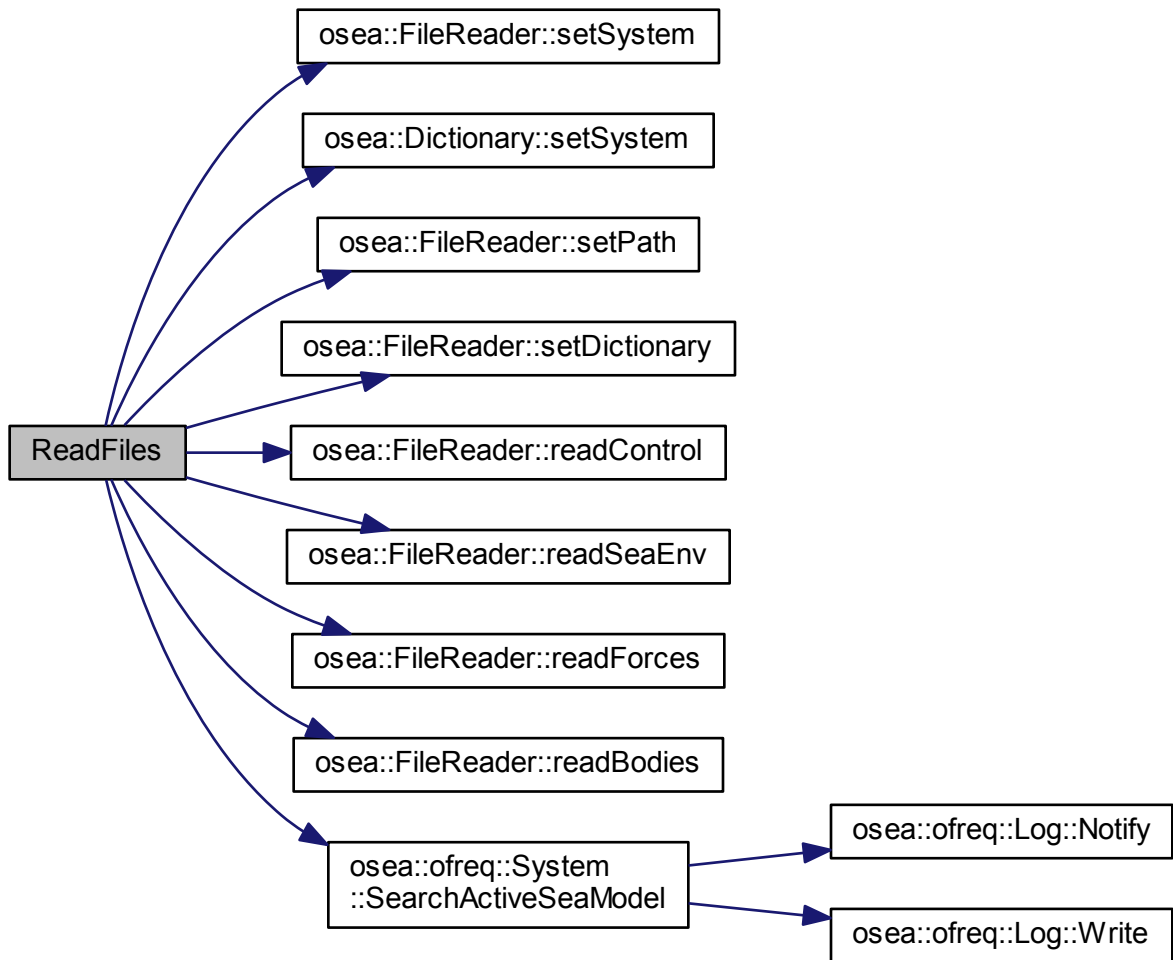 osea::FileReader::setSystem
osea::Dictionary::setSystem
osea::FileReader::setPath
osea::FileReader::setDictionary
ReadFiles
osea::FileReader::readControl
osea::FileReader::readSeaEnv
osea::FileReader::readForces
osea::FileReader::readBodies
osea::ofreq::System
::SearchActiveSeaModel
osea::ofreq::Log::Notify
osea::ofreq::Log::Write